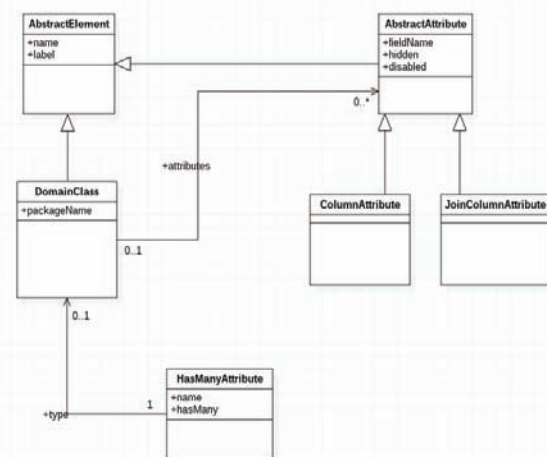 AbstractElement
+name
+label
AbstractAttribute
+fieldName
+hidden
+disabled
0..*
+attributes
DomainClass
+packageName
0..1
ColumnAttribute
JoinColumnAttribute
0..1
HasManyAttribute
+name
+hasMany
1
+type